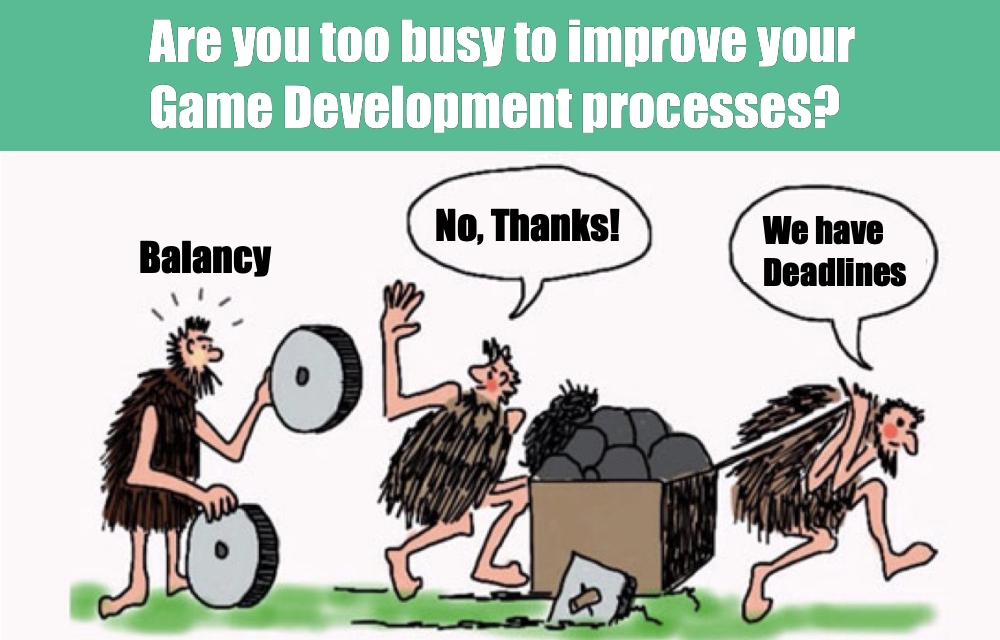 Are you too busy to improve your
Game Development processes?
Balancy
No, Thanks!
We have
Deadlines